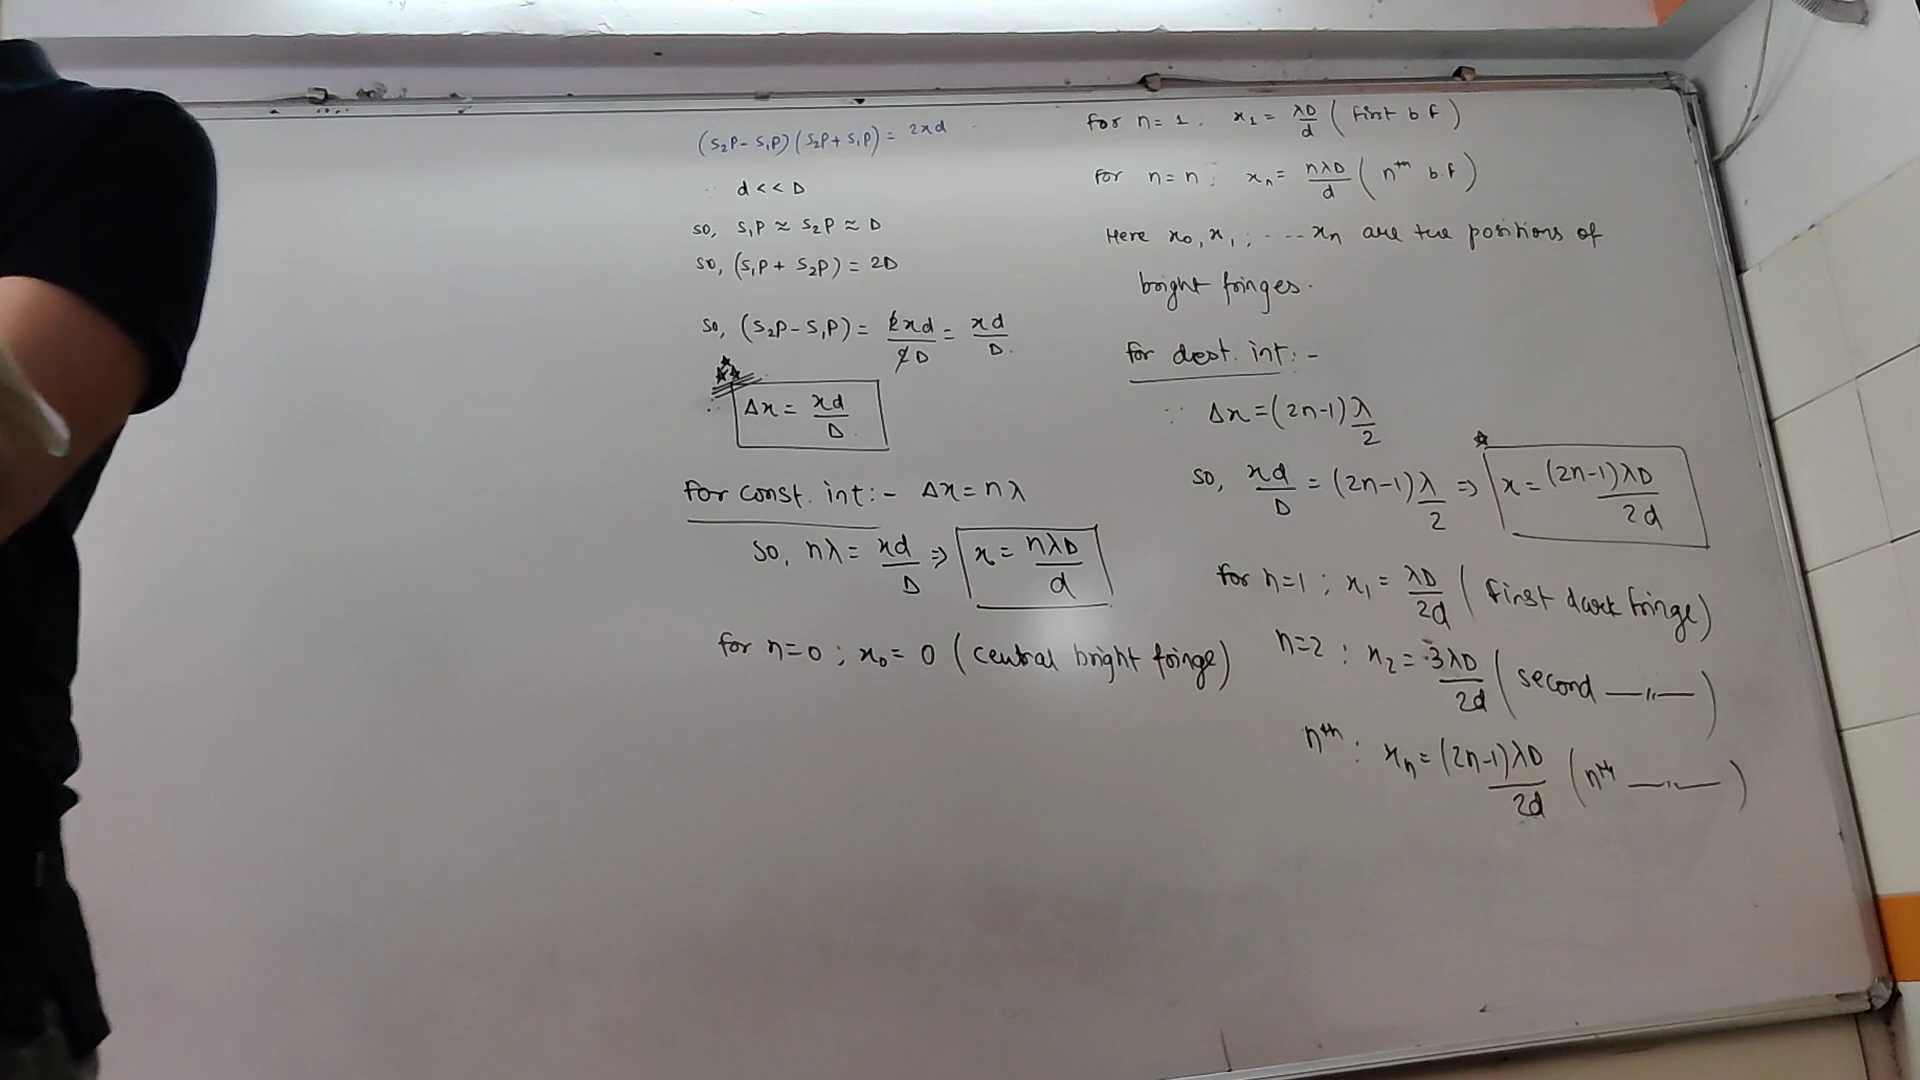 (S₂P - S₁P) (S₂P + S₁P) = 2xd
∵ d << D
so, S₁P ≈ S₂P ≈ D
so, (S₁P + S₂P) = 2D
so, (S₂P - S₁P) = 2xd/2D = xd/D.
∴ Δx = xd/D.
for const. int :- Δx = nλ
so, nλ = xd/D ⇒ x = nλD/d
for n=0 ; x₀ = 0 (central bright fringe)
for n = 1. x₁ = λD/d (first b f)
for n = n : xₙ = nλD/d (nᵗʰ b.f)
Here x₀, x₁, ; ---- xₙ are the positions of
bright fringes.
for dest. int :-
∵ Δx = (2n-1) λ/2
so, xd/D = (2n-1) λ/2 ⇒ x = (2n-1)λD/2d
for n=1 ; x₁ = λD/2d (first dark fringe)
n=2 : x₂ = 3λD/2d (second —〃—)
nᵗʰ : xₙ = (2n-1)λD/2d (nᵗʰ —〃—)